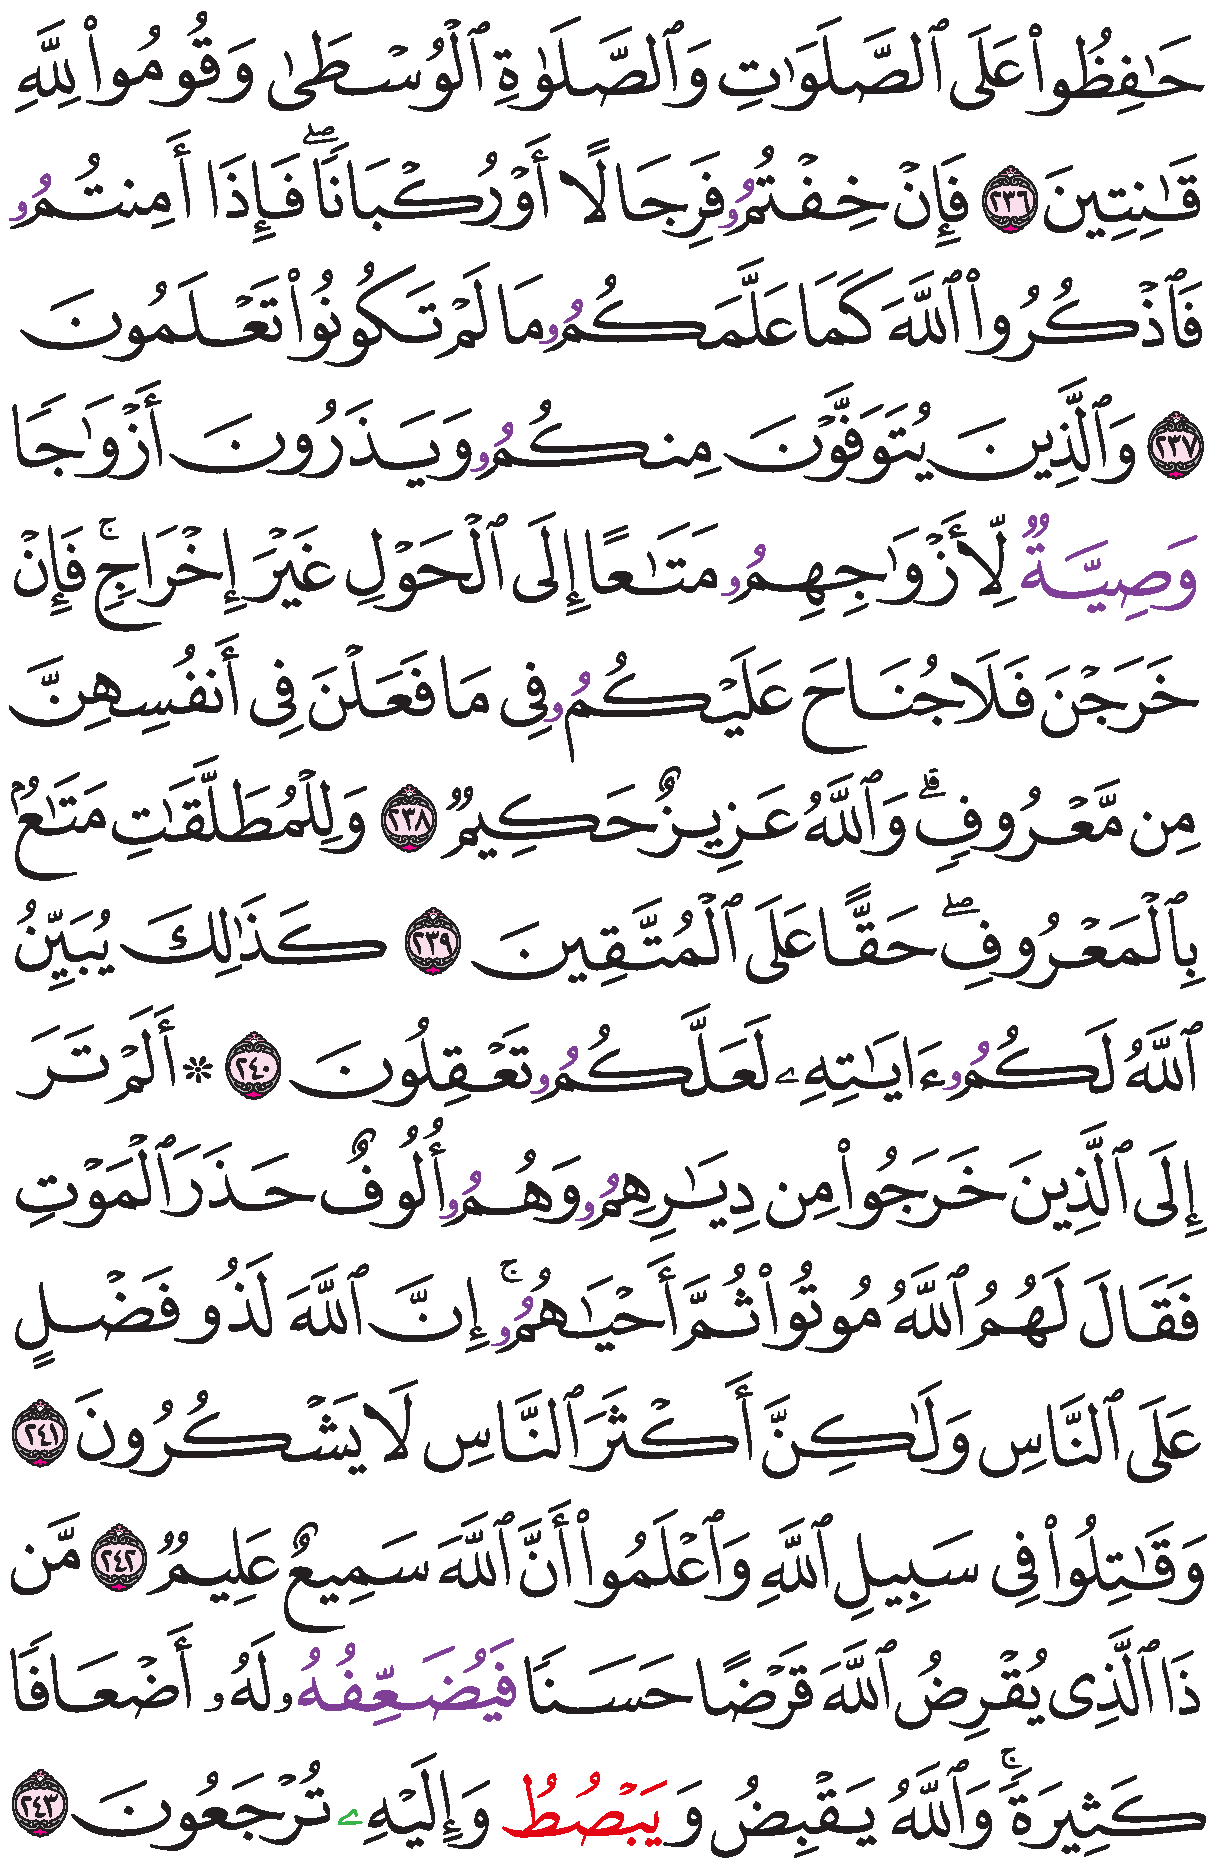 حَٰفِظُوا۟ عَلَى ٱلصَّلَوَٰتِ وَٱلصَّلَوٰةِ ٱلْوُسْطَىٰ وَقُومُوا۟ لِلَّهِ
قَٰنِتِينَ ٢٣٦ فَإِنْ خِفْتُمُۥ فَرِجَالًا أَوْ رُكْبَانًاۖ فَإِذَا أَمِنتُمُۥ
فَٱذْكُرُوا۟ ٱللَّهَ كَمَا عَلَّمَكُمُۥ مَا لَمْ تَكُونُوا۟ تَعْلَمُونَ
٢٣٧ وَٱلَّذِينَ يُتَوَفَّوْنَ مِنكُمُۥ وَيَذَرُونَ أَزْوَٰجًا
وَصِيَّةٌ لِّأَزْوَٰجِهِمُۥ مَتَٰعًا إِلَى ٱلْحَوْلِ غَيْرَ إِخْرَاجٍۚ فَإِنْ
خَرَجْنَ فَلَا جُنَاحَ عَلَيْكُمُۥ فِى مَا فَعَلْنَ فِى أَنفُسِهِنَّ
مِن مَّعْرُوفٍۗ وَٱللَّهُ عَزِيزٌ حَكِيمٌ ٢٣٨ وَلِلْمُطَلَّقَٰتِ مَتَٰعٌۢ
بِٱلْمَعْرُوفِۖ حَقًّا عَلَى ٱلْمُتَّقِينَ ٢٣٩ كَذَٰلِكَ يُبَيِّنُ
ٱللَّهُ لَكُمُۥ ءَايَٰتِهِۦ لَعَلَّكُمُۥ تَعْقِلُونَ ٢٤٠ ۞ أَلَمْ تَرَ
إِلَى ٱلَّذِينَ خَرَجُوا۟ مِن دِيَٰرِهِمُۥ وَهُمُۥ أُلُوفٌ حَذَرَ ٱلْمَوْتِ
فَقَالَ لَهُمُ ٱللَّهُ مُوتُوا۟ ثُمَّ أَحْيَٰهُمُۥۚ إِنَّ ٱللَّهَ لَذُو فَضْلٍ
عَلَى ٱلنَّاسِ وَلَٰكِنَّ أَكْثَرَ ٱلنَّاسِ لَا يَشْكُرُونَ ٢٤١
وَقَٰتِلُوا۟ فِى سَبِيلِ ٱللَّهِ وَٱعْلَمُوا۟ أَنَّ ٱللَّهَ سَمِيعٌ عَلِيمٌ ٢٤٢ مَّن
ذَا ٱلَّذِى يُقْرِضُ ٱللَّهَ قَرْضًا حَسَنًا فَيُضَعِّفُهُۥ لَهُۥ أَضْعَافًا
كَثِيرَةًۚ وَٱللَّهُ يَقْبِضُ وَيَبْصُطُ وَإِلَيْهِۦ تُرْجَعُونَ ٢٤٣